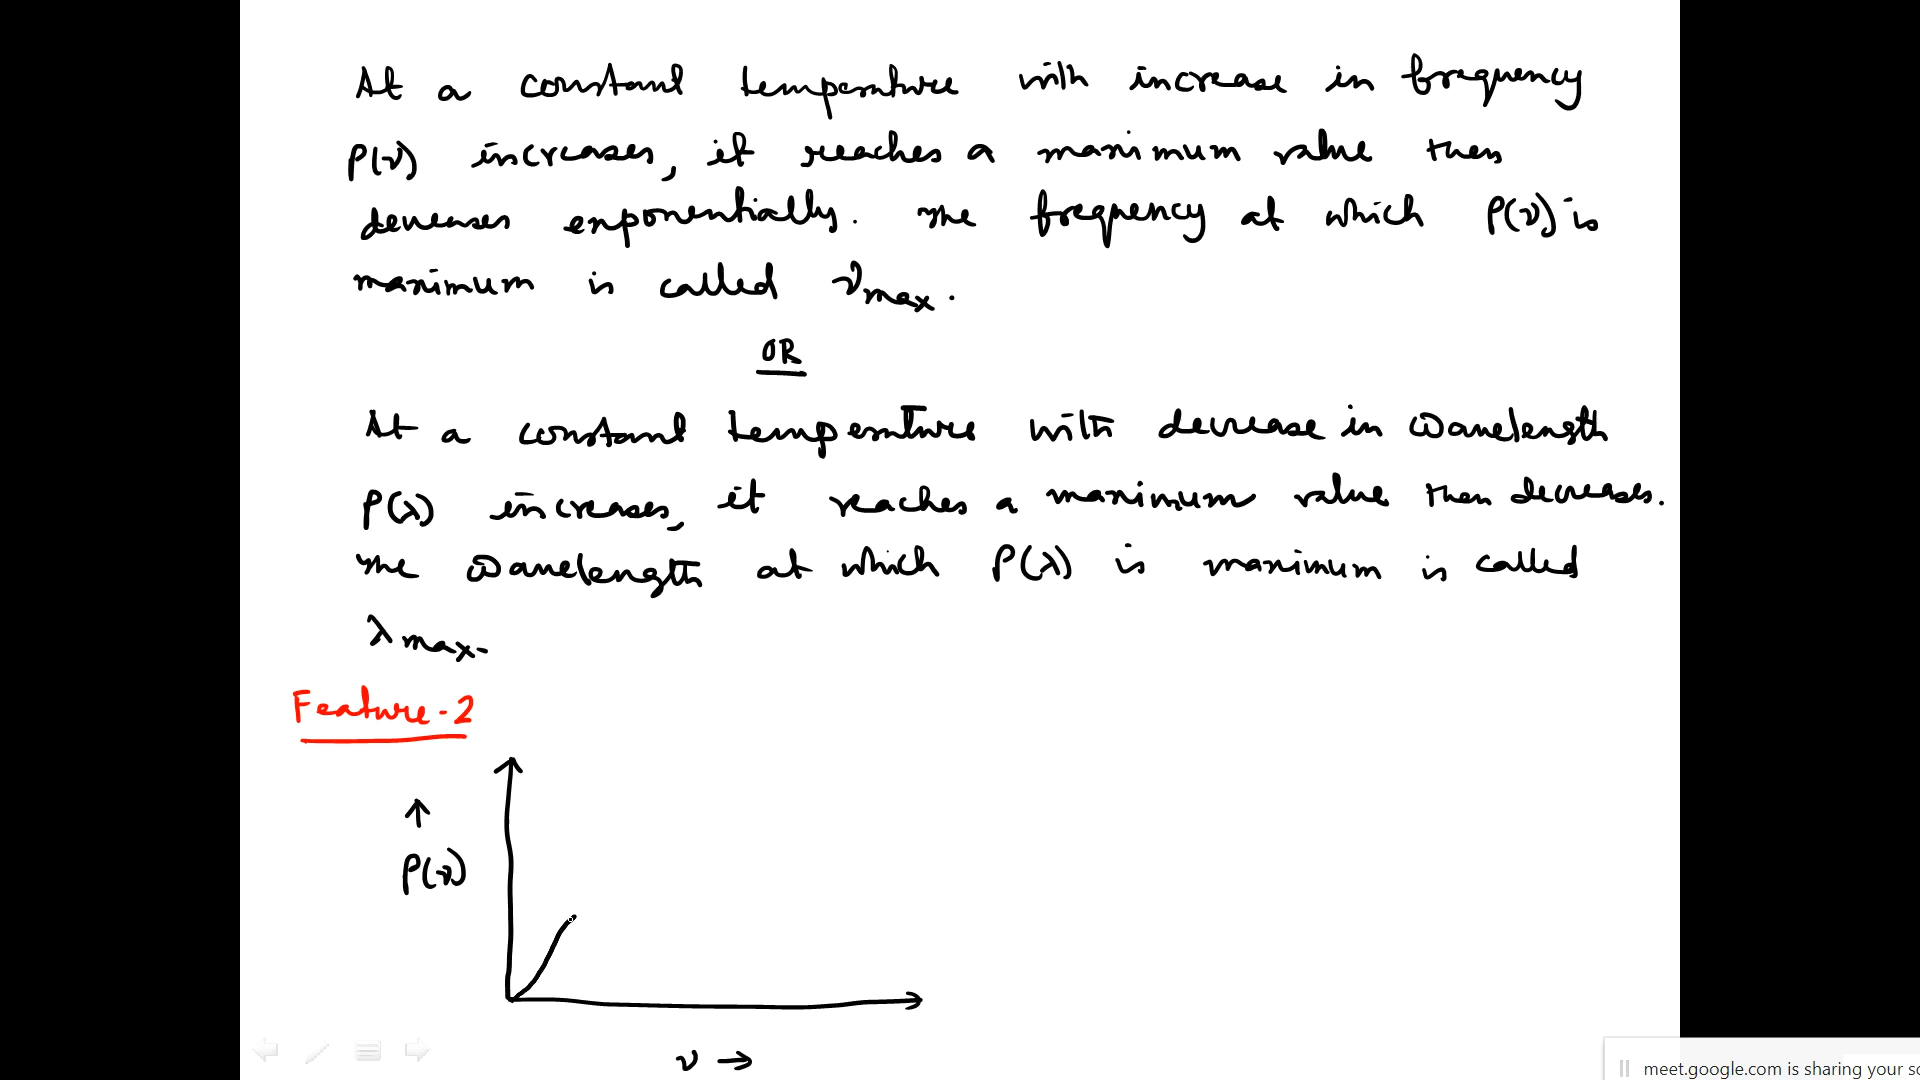 At a constant temperature with increase in frequency
ρ(ν) increases, it reaches a maximum value then
decreases exponentially. The frequency at which ρ(ν) is
maximum is called νmax.
OR
At a constant temperature with decrease in wavelength
ρ(λ) increases, it reaches a maximum value then decreases.
The wavelength at which ρ(λ) is maximum is called
λmax.
Feature-2
↑
ρ(ν)
ν →
meet.google.com is sharing your sc